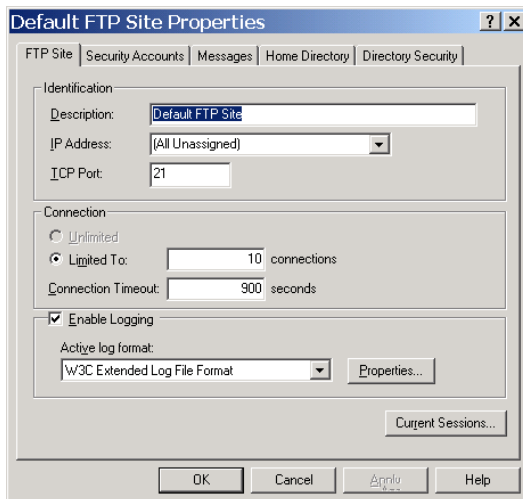 Default FTP Site Properties
FTP Site Security Accounts Messages Home Directory Directory Security
Identification
Description: Default FTP Site
IP Address: (All Unassigned)
TCP Port: 21
Connection
Unlimited
Limited To: 10 connections
Connection Timeout: 900 seconds
Enable Logging
Active log format:
W3C Extended Log File Format Properties...
Current Sessions...
OK Cancel Apply Help